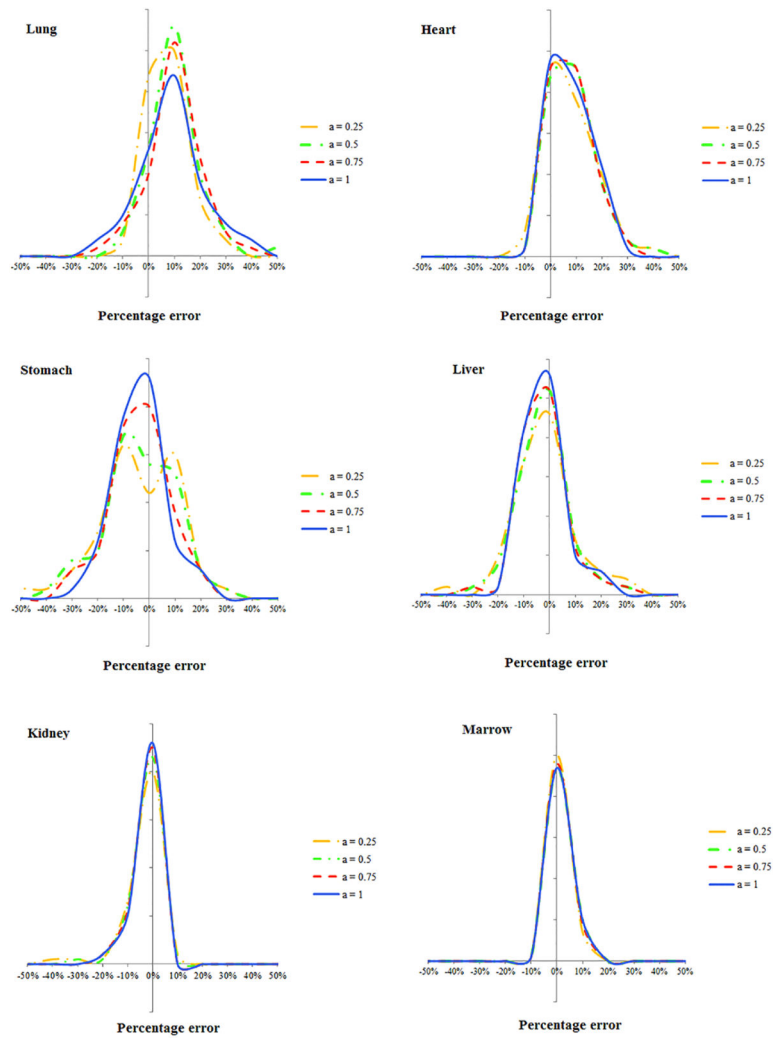 Lung
a = 0.25
a = 0.5
a = 0.75
a = 1
-50% -40% -30% -20% -10% 0% 10% 20% 30% 40% 50%
Percentage error
Heart
a = 0.25
a = 0.5
a = 0.75
a = 1
-50% -40% -30% -20% -10% 0% 10% 20% 30% 40% 50%
Percentage error
Stomach
a = 0.25
a = 0.5
a = 0.75
a = 1
-50% -40% -30% -20% -10% 0% 10% 20% 30% 40% 50%
Percentage error
Liver
a = 0.25
a = 0.5
a = 0.75
a = 1
-50% -40% -30% -20% -10% 0% 10% 20% 30% 40% 50%
Percentage error
Kidney
a = 0.25
a = 0.5
a = 0.75
a = 1
-50% -40% -30% -20% -10% 0% 10% 20% 30% 40% 50%
Percentage error
Marrow
a = 0.25
a = 0.5
a = 0.75
a = 1
-50% -40% -30% -20% -10% 0% 10% 20% 30% 40% 50%
Percentage error